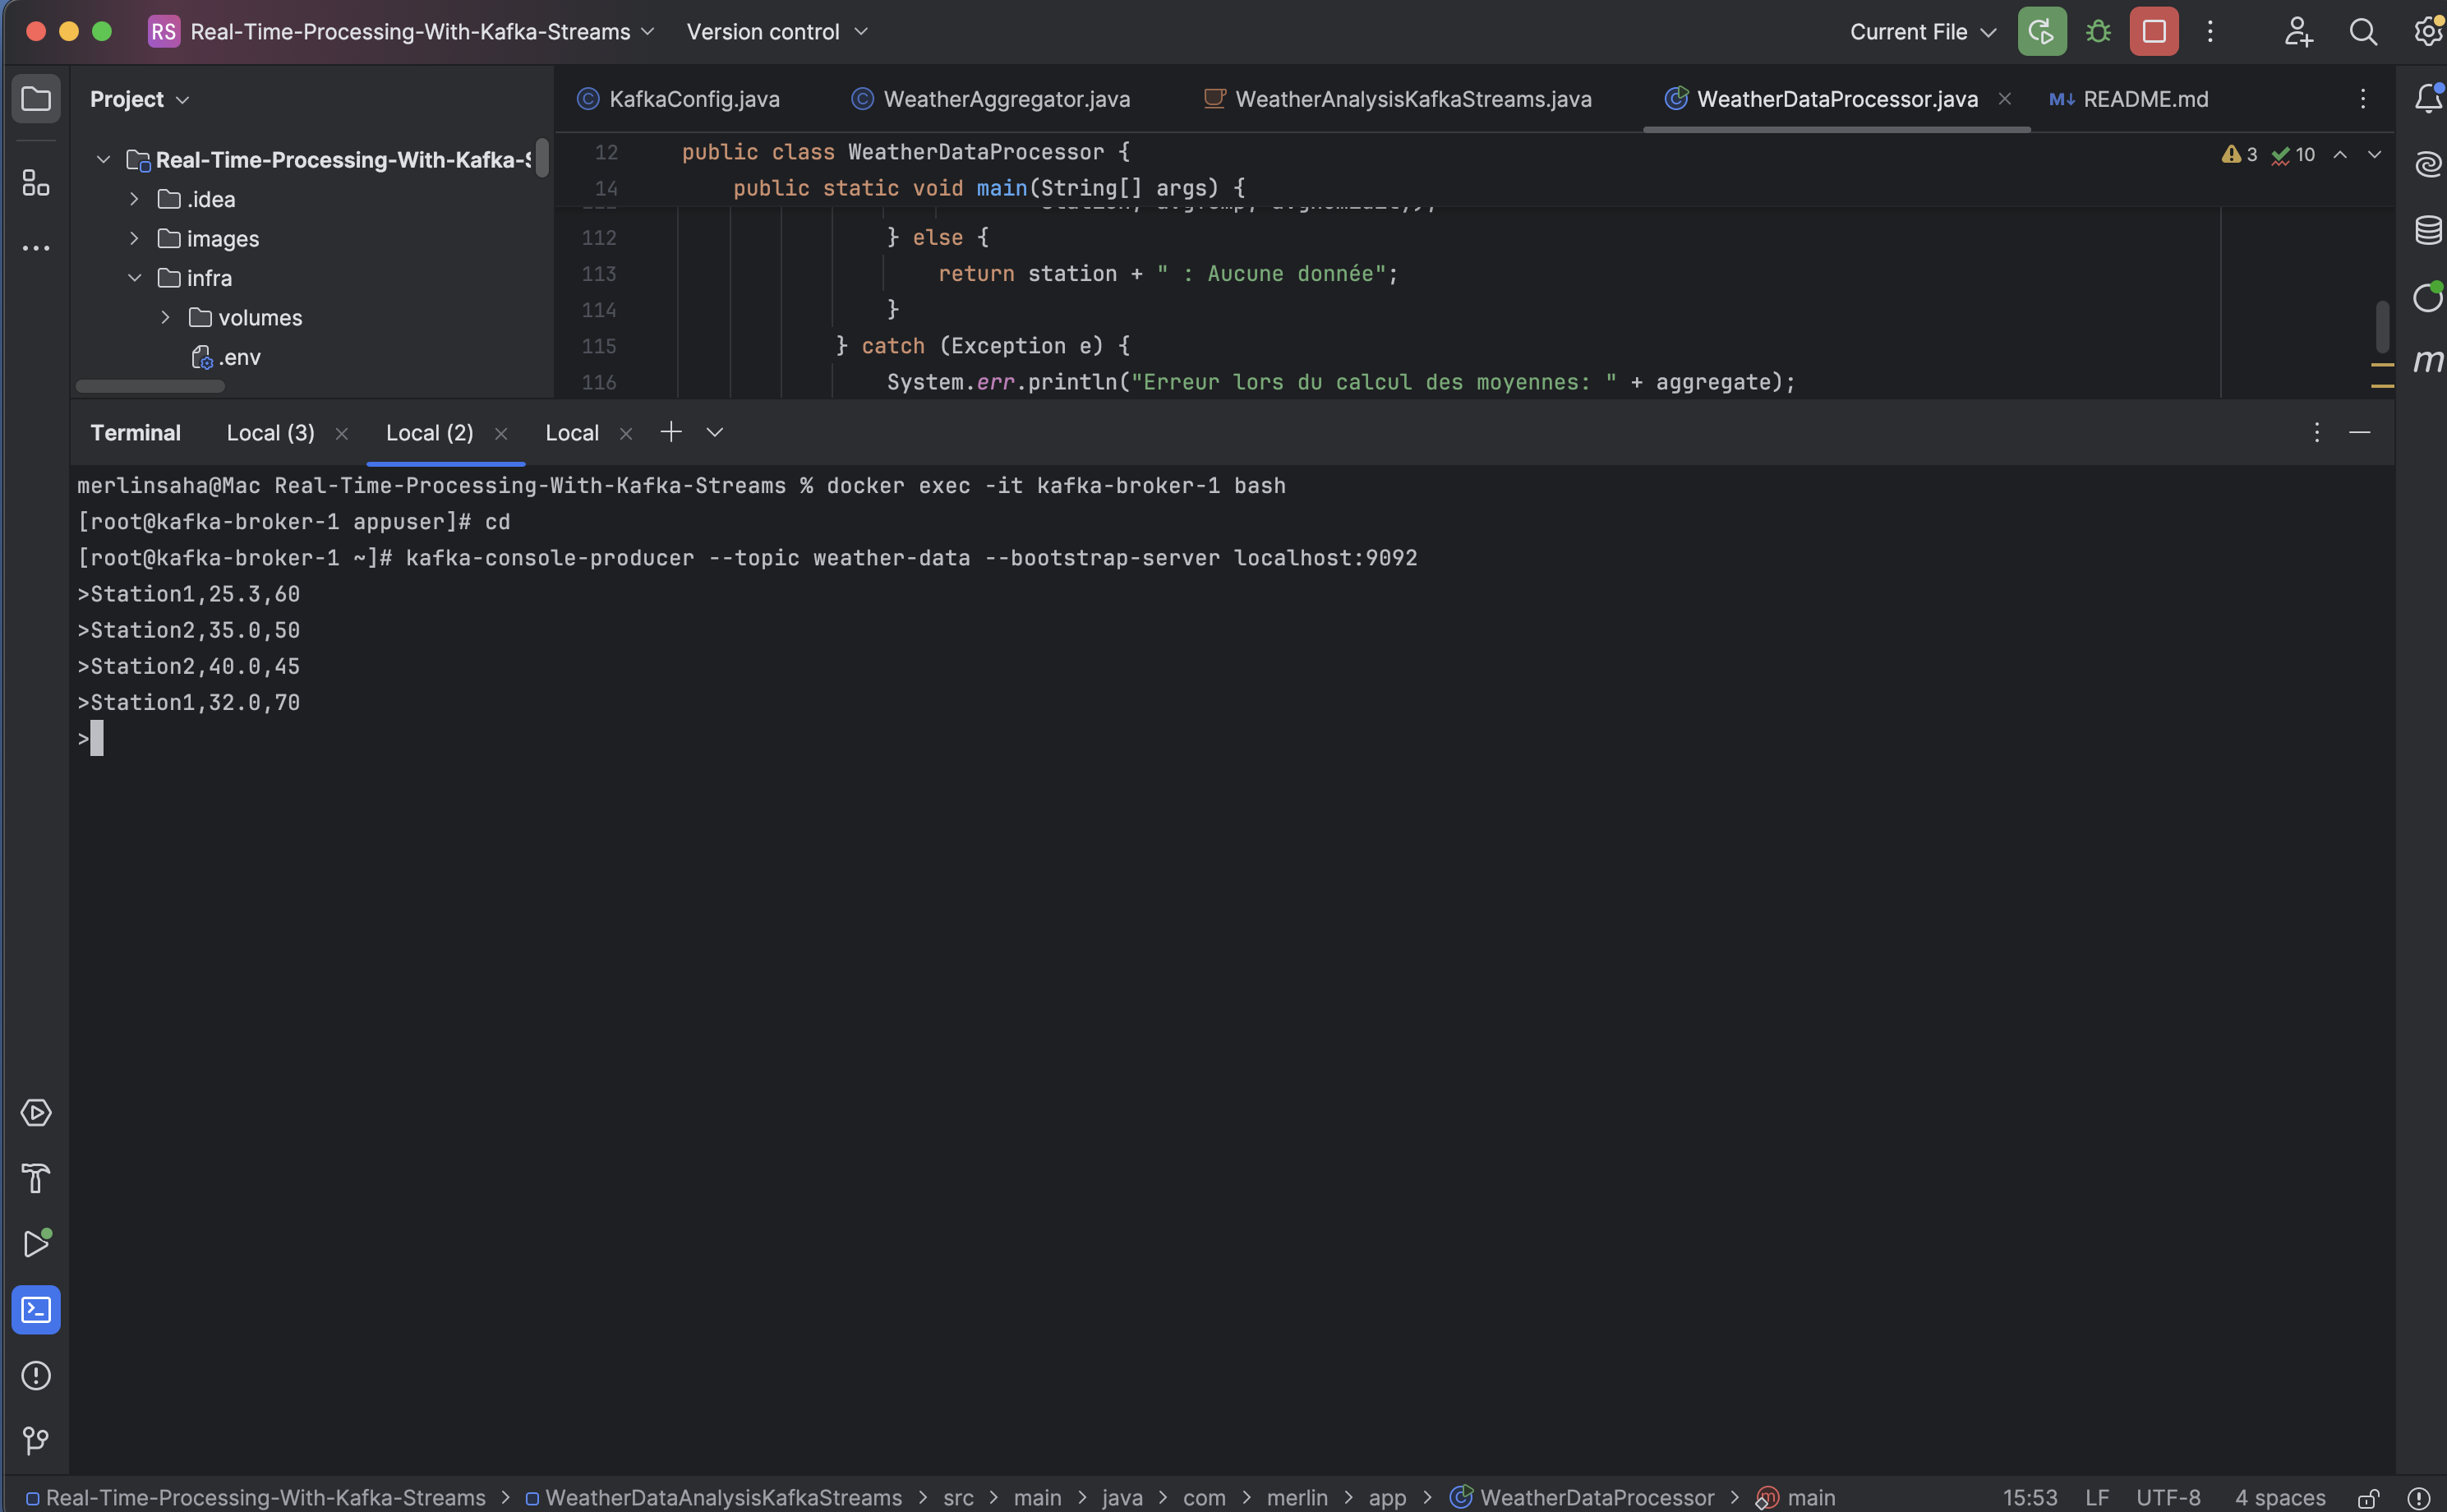 RS Real-Time-Processing-With-Kafka-Streams Version control Current File
Project
KafkaConfig.java WeatherAggregator.java WeatherAnalysisKafkaStreams.java WeatherDataProcessor.java README.md
Real-Time-Processing-With-Kafka-S
.idea
images
infra
volumes
.env
3 10
12 public class WeatherDataProcessor {
14 public static void main(String[] args) {
112 } else {
113 return station + " : Aucune donnée";
114 }
115 } catch (Exception e) {
116 System.err.println("Erreur lors du calcul des moyennes: " + aggregate);
Terminal Local (3) Local (2) Local
merlinsaha@Mac Real-Time-Processing-With-Kafka-Streams % docker exec -it kafka-broker-1 bash
[root@kafka-broker-1 appuser]# cd
[root@kafka-broker-1 ~]# kafka-console-producer --topic weather-data --bootstrap-server localhost:9092
>Station1,25.3,60
>Station2,35.0,50
>Station2,40.0,45
>Station1,32.0,70
>
Real-Time-Processing-With-Kafka-Streams > WeatherDataAnalysisKafkaStreams > src > main > java > com > merlin > app > WeatherDataProcessor > main 15:53 LF UTF-8 4 spaces